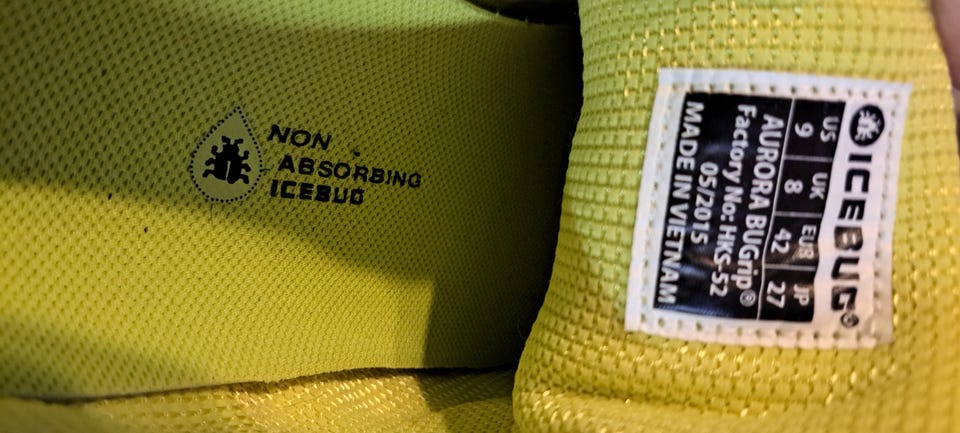 NON
ABSORBING
ICEBUG
ICEBUG®
US UK EUR JP
9 8 42 27
AURORA BUGrip®
Factory No: HKS-52
05/2015
MADE IN VIETNAM